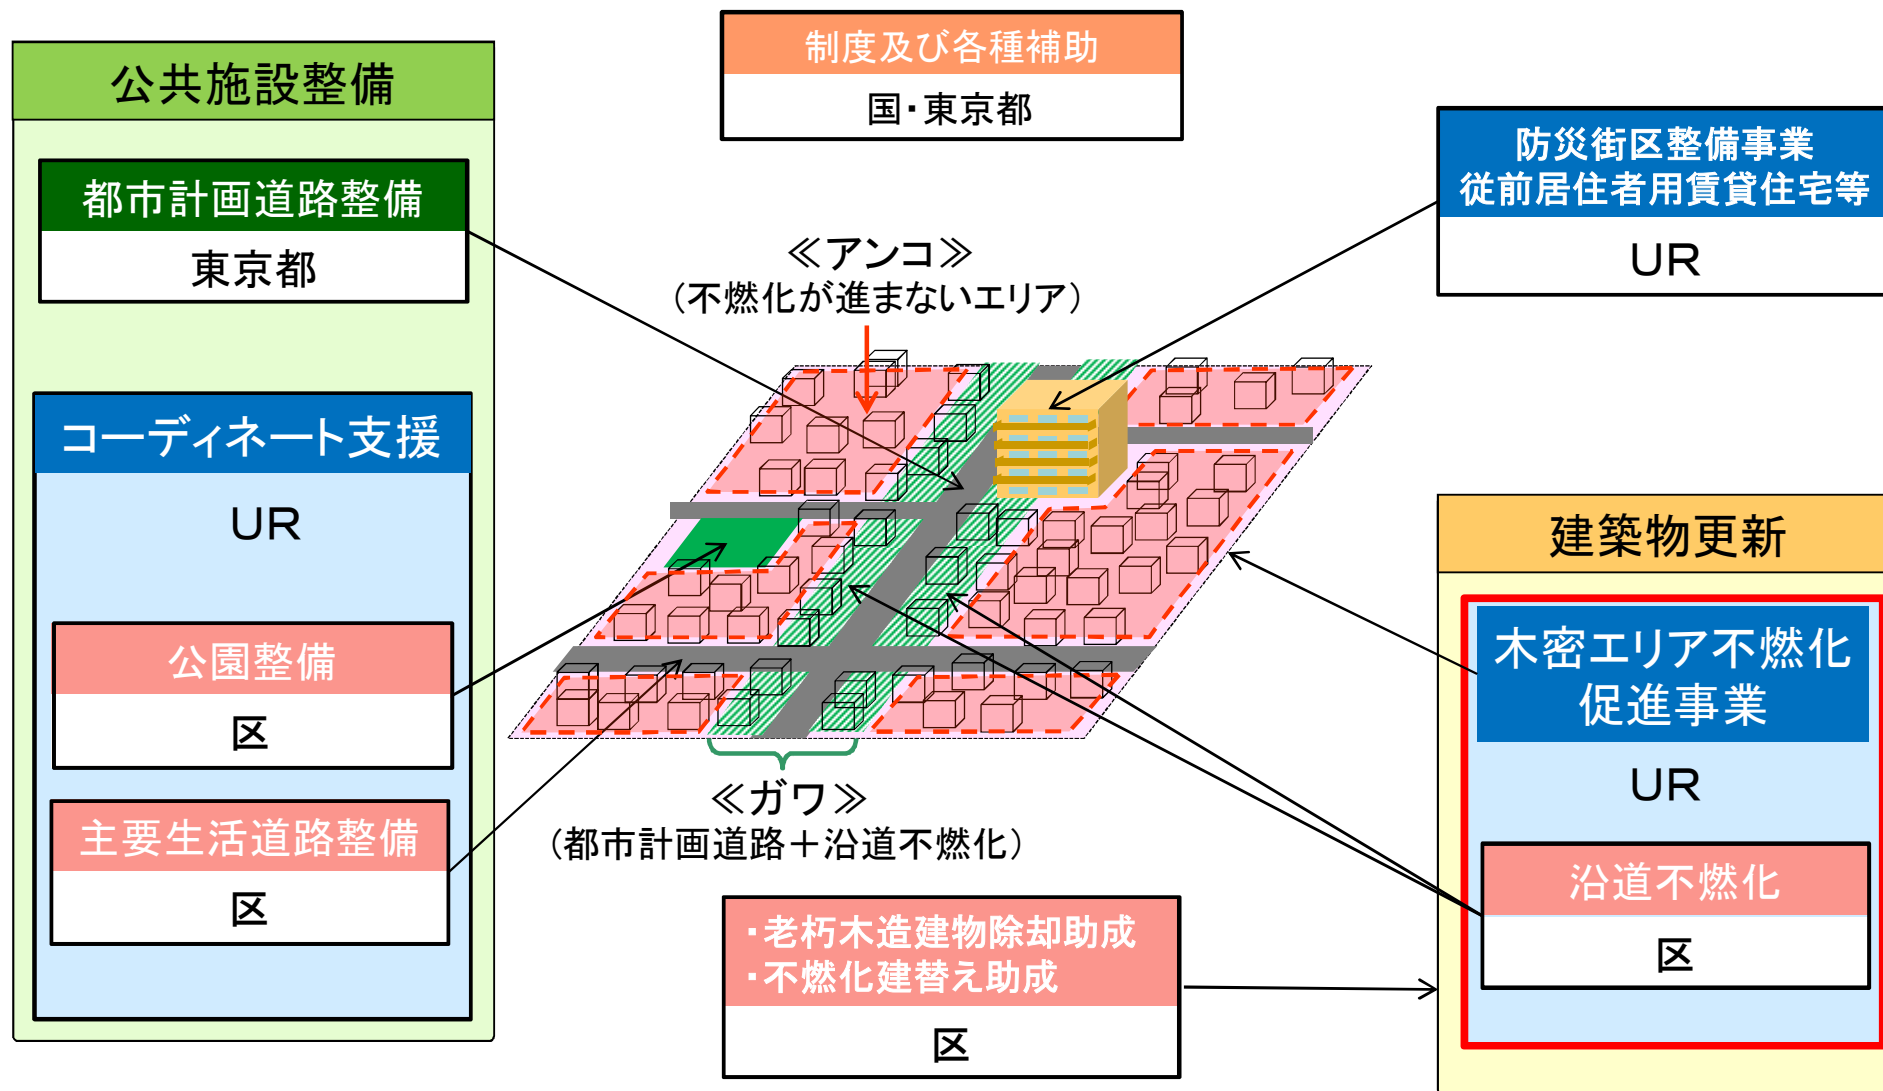 制度及び各種補助
国・東京都
公共施設整備
都市計画道路整備
東京都
コーディネート支援
UR
公園整備
区
主要生活道路整備
区
≪アンコ≫
（不燃化が進まないエリア）
≪ガワ≫
（都市計画道路＋沿道不燃化）
・老朽木造建物除却助成
・不燃化建替え助成
区
防災街区整備事業
従前居住者用賃貸住宅等
UR
建築物更新
木密エリア不燃化
促進事業
UR
沿道不燃化
区